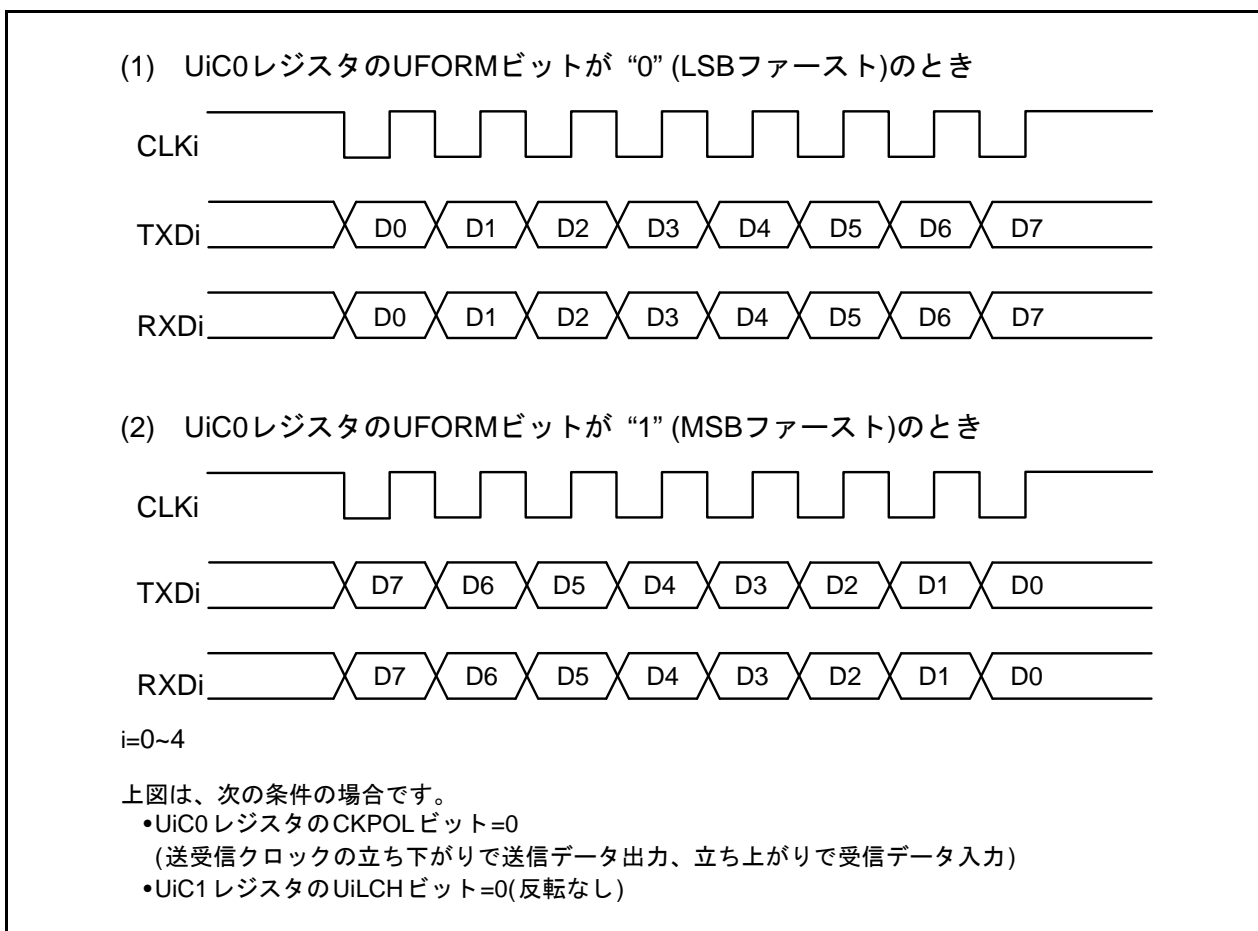 (1) UiC0レジスタのUFORMビットが “0” (LSBファースト)のとき
CLKi
TXDi D0 D1 D2 D3 D4 D5 D6 D7
RXDi D0 D1 D2 D3 D4 D5 D6 D7
(2) UiC0レジスタのUFORMビットが “1” (MSBファースト)のとき
CLKi
TXDi D7 D6 D5 D4 D3 D2 D1 D0
RXDi D7 D6 D5 D4 D3 D2 D1 D0
i=0~4
上図は、次の条件の場合です。
•UiC0レジスタのCKPOLビット=0
(送受信クロックの立ち下がりで送信データ出力、立ち上がりで受信データ入力)
•UiC1レジスタのUiLCHビット=0(反転なし)